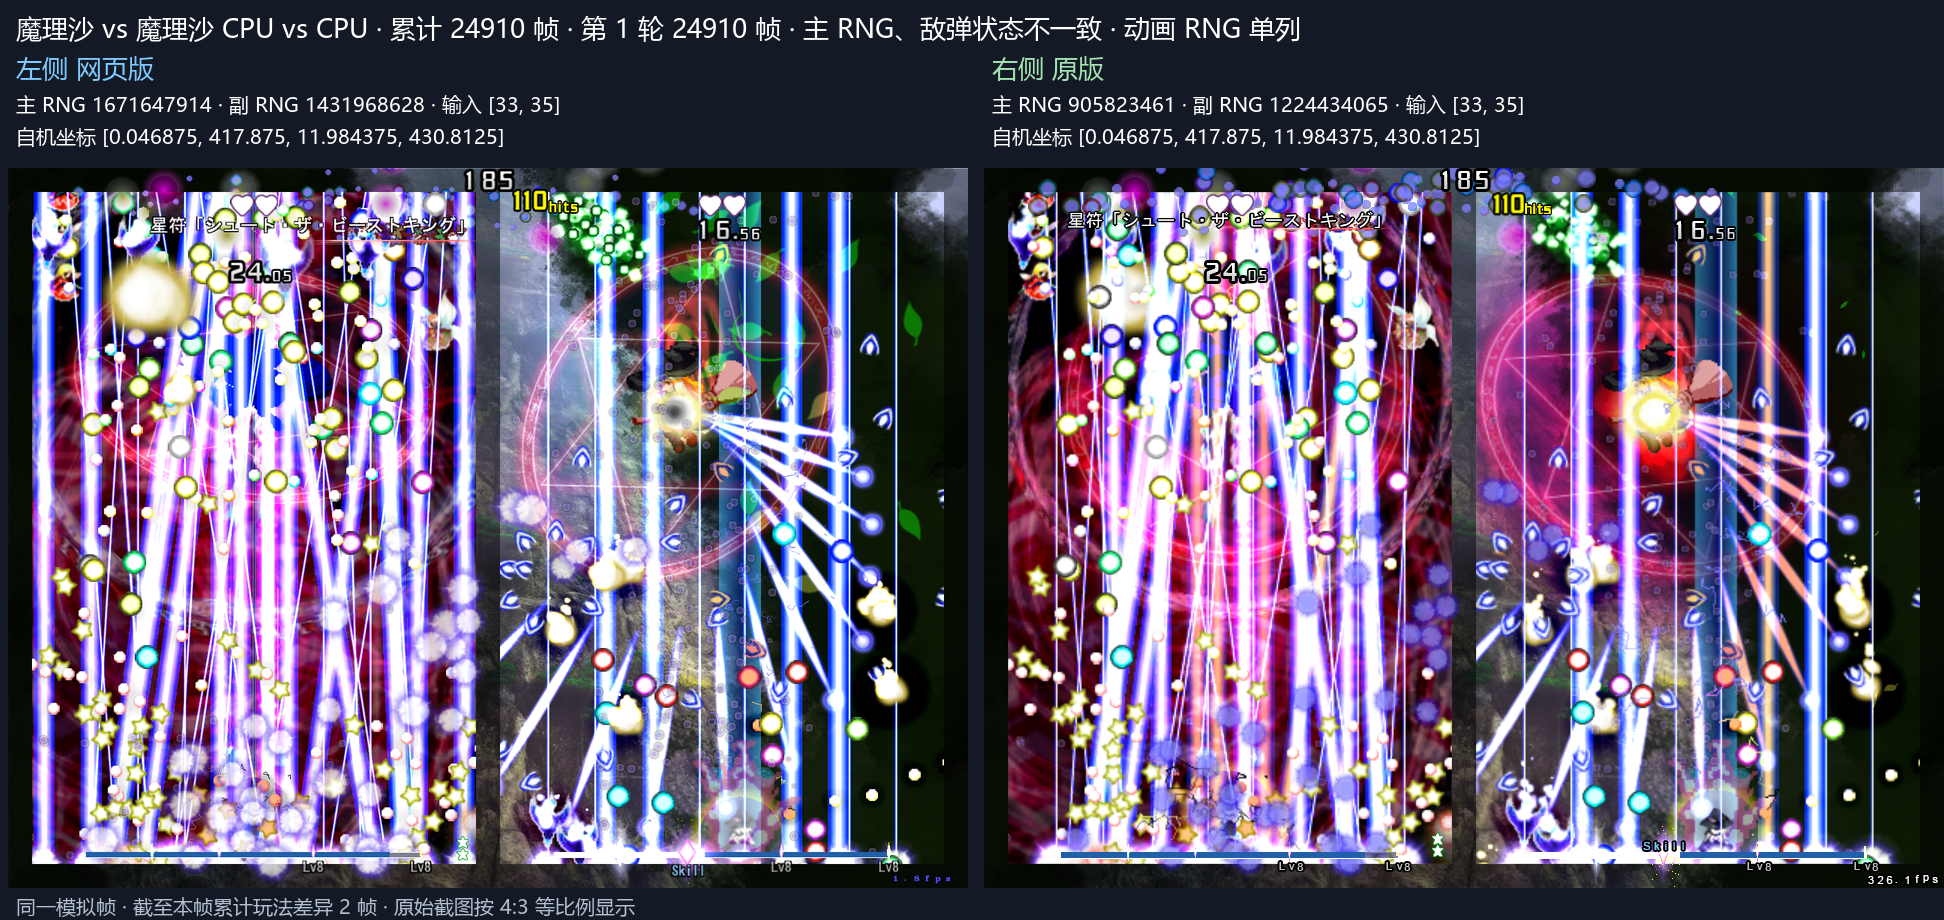 魔理沙 vs 魔理沙 CPU vs CPU · 累计 24910 帧 · 第 1 轮 24910 帧 · 主 RNG、敌弹状态不一致 · 动画 RNG 单列
左侧 网页版
主 RNG 1671647914 · 副 RNG 1431968628 · 输入 [33, 35]
自机坐标 [0.046875, 417.875, 11.984375, 430.8125]
185
110hits
星符「シュート・ザ・ビーストキング」
16.56
24.05
Lv8
Lv8
Skill
Lv8
Lv8
1.8fps
右侧 原版
主 RNG 905823461 · 副 RNG 1224434065 · 输入 [33, 35]
自机坐标 [0.046875, 417.875, 11.984375, 430.8125]
185
110hits
星符「シュート・ザ・ビーストキング」
16.56
24.05
Skill
Lv8
Lv8
Lv8
Lv8
326.1fps
同一模拟帧 · 截至本帧累计玩法差异 2 帧 · 原始截图按 4:3 等比例显示